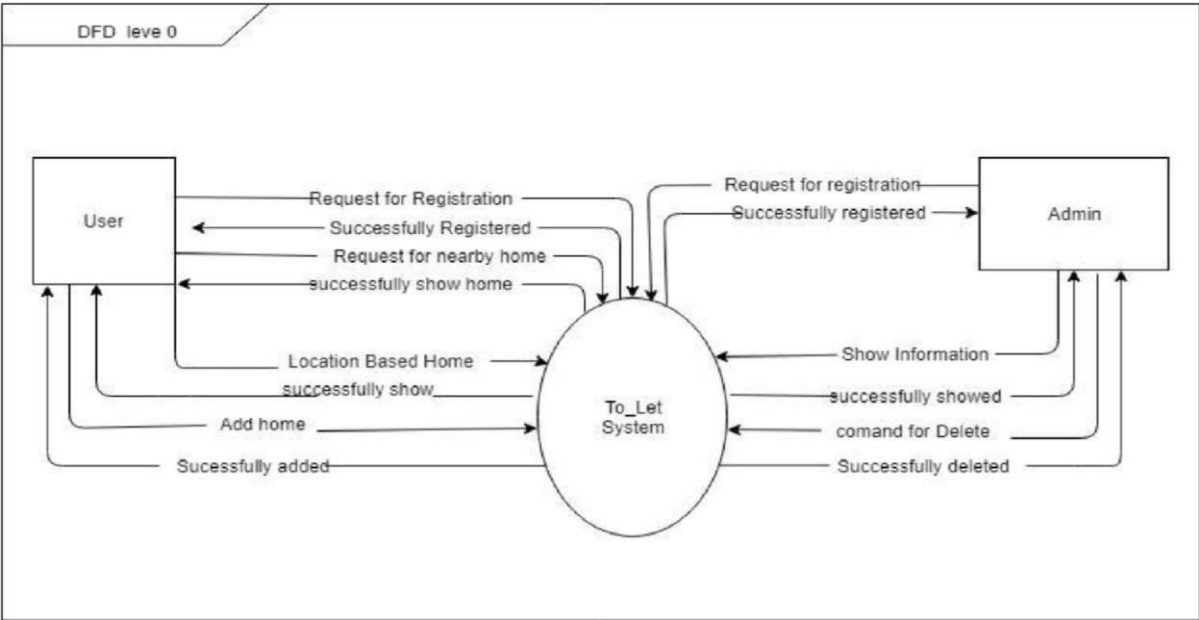 DFD leve 0
User
Request for Registration
Successfully Registered
Request for nearby home
successfully show home
Location Based Home
successfully show
Add home
Sucessfully added
To_Let
System
Request for registration
Successfully registered
Admin
Show Information
successfully showed
comand for Delete
Successfully deleted